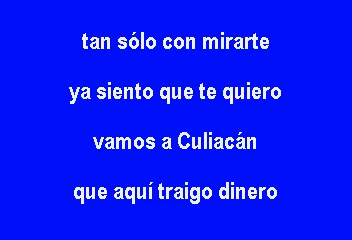 tan sólo con mirarte
ya siento que te quiero
vamos a Culiacán
que aquí traigo dinero